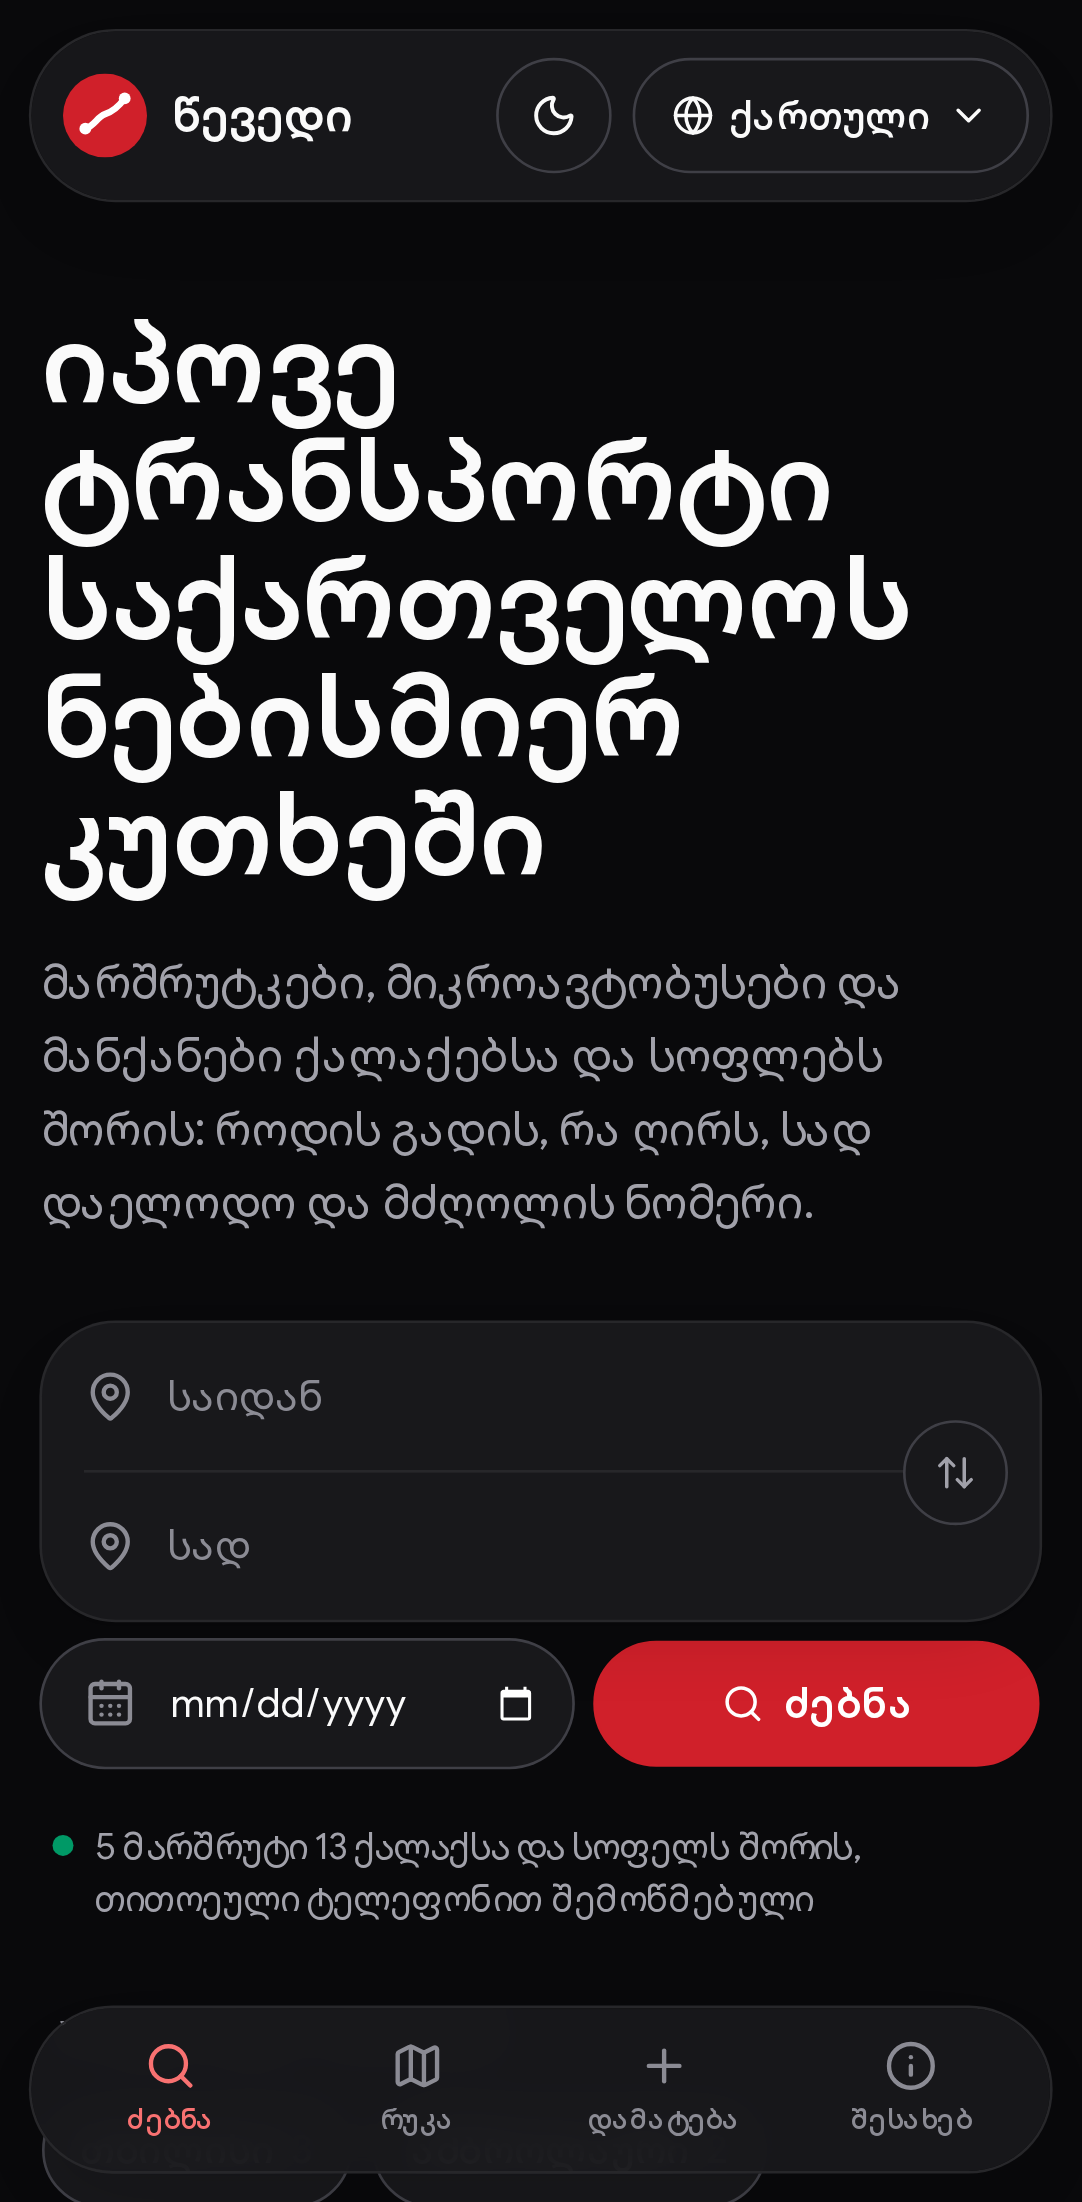 წევედი
ქართული
იპოვე
ტრანსპორტი
საქართველოს
ნებისმიერ
კუთხეში
მარშრუტკები, მიკროავტობუსები და
მანქანები ქალაქებსა და სოფლებს
შორის: როდის გადის, რა ღირს, სად
დაელოდო და მძღოლის ნომერი.
საიდან
სად
mm/dd/yyyy
ძებნა
5 მარშრუტი 13 ქალაქსა და სოფელს შორის,
თითოეული ტელეფონით შემოწმებული
ძებნა
რუკა
დამატება
შესახებ